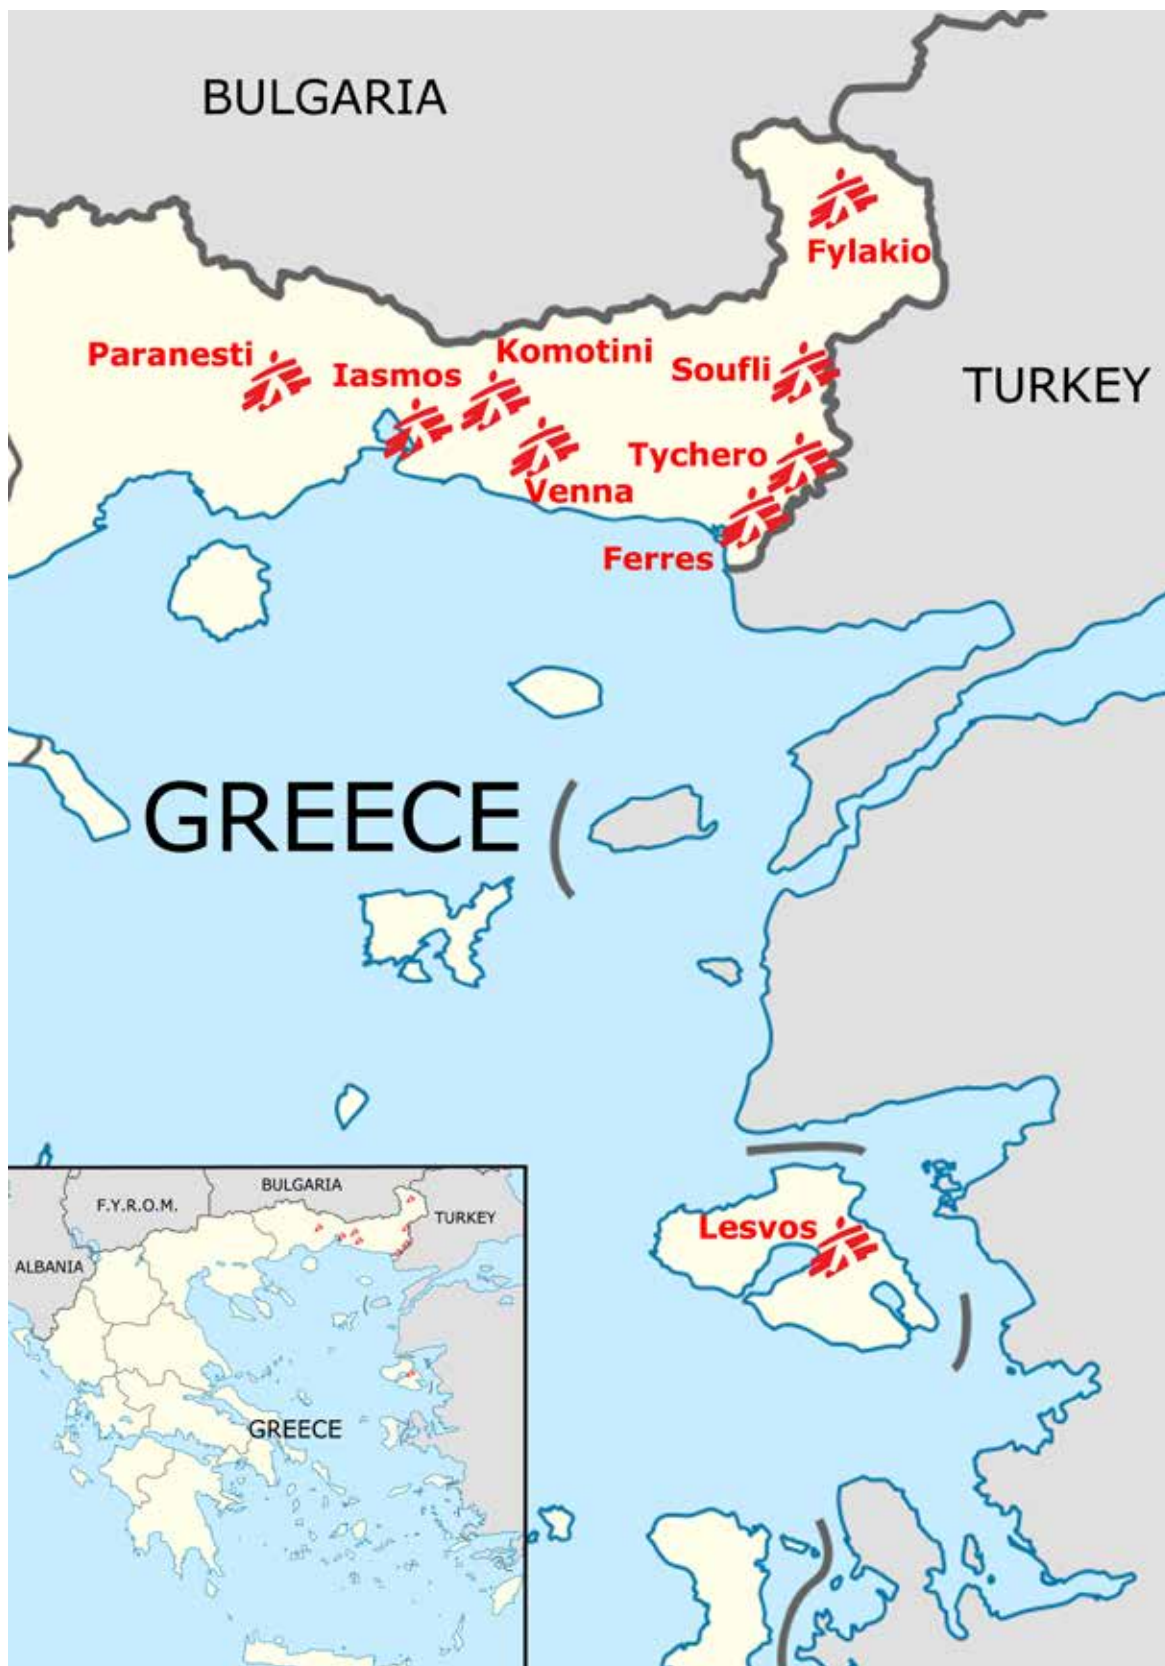 BULGARIA
Fylakio
Komotini
Paranesti
Iasmos
Soufli
TURKEY
Tychero
Venna
Ferres
GREECE
Lesvos
F.Y.R.O.M.
BULGARIA
TURKEY
ALBANIA
GREECE